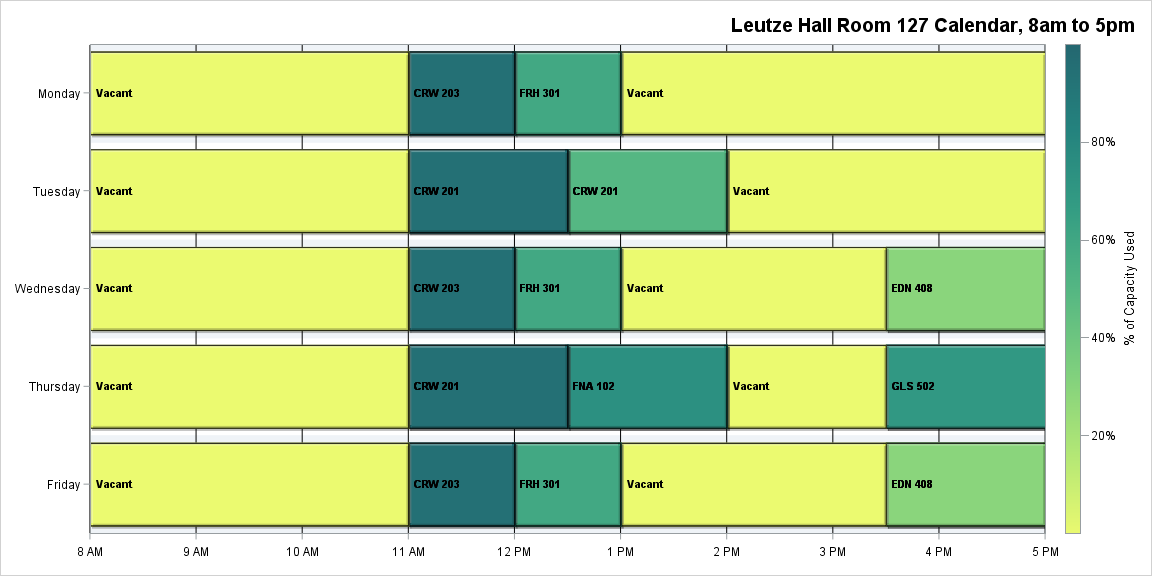 Leutze Hall Room 127 Calendar, 8am to 5pm
Monday
Vacant
CRW 203
FRH 301
Vacant
Tuesday
Vacant
CRW 201
CRW 201
Vacant
Wednesday
Vacant
CRW 203
FRH 301
Vacant
EDN 408
Thursday
Vacant
CRW 201
FNA 102
Vacant
GLS 502
Friday
Vacant
CRW 203
FRH 301
Vacant
EDN 408
8 AM
9 AM
10 AM
11 AM
12 PM
1 PM
2 PM
3 PM
4 PM
5 PM
80%
60%
40%
20%
% of Capacity Used